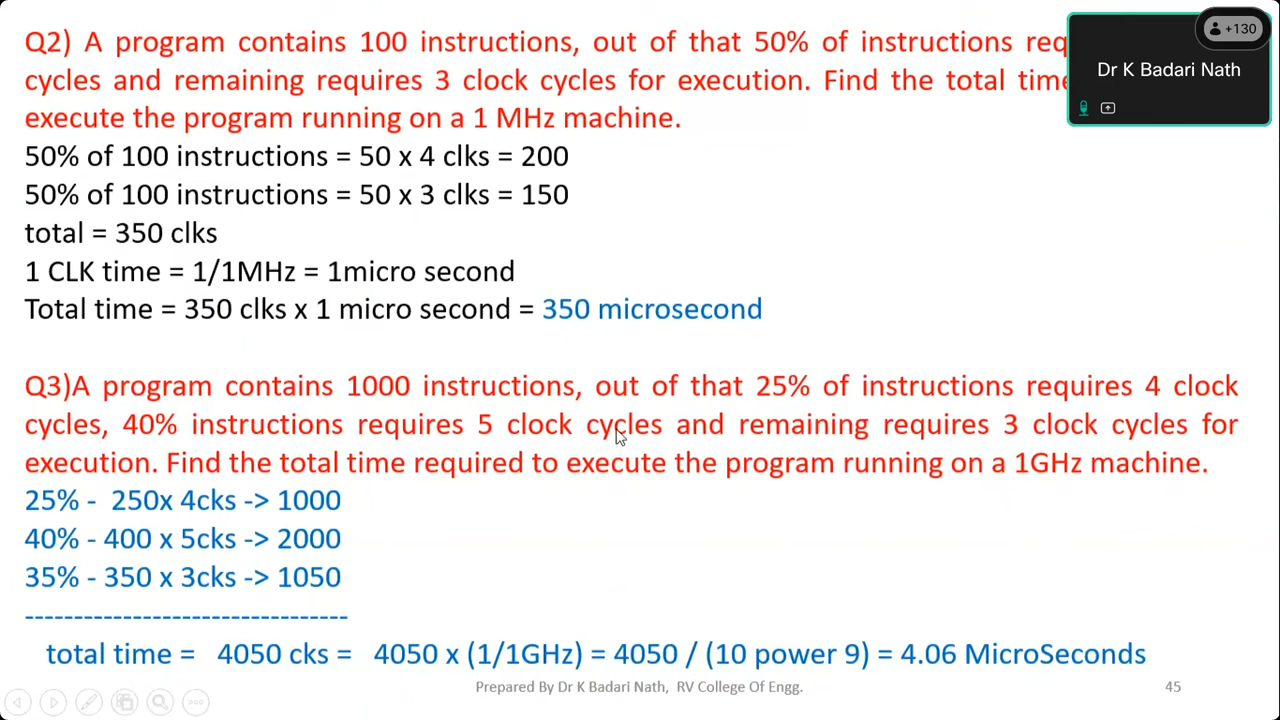 Q2) A program contains 100 instructions, out of that 50% of instructions
cycles and remaining requires 3 clock cycles for execution. Find the total
execute the program running on a 1 MHz machine.
50% of 100 instructions = 50 x 4 clks = 200
50% of 100 instructions = 50 x 3 clks = 150
total = 350 clks
1 CLK time = 1/1MHz = 1micro second
Total time = 350 clks x 1 micro second = 350 microsecond
+130
Dr K Badari Nath
Q3)A program contains 1000 instructions, out of that 25% of instructions requires 4 clock
cycles, 40% instructions requires 5 clock cycles and remaining requires 3 clock cycles for
execution. Find the total time required to execute the program running on a 1GHz machine.
25% - 250x 4cks -> 1000
40% - 400 x 5cks -> 2000
35% - 350 x 3cks -> 1050
--------------------------------
total time = 4050 cks = 4050 x (1/1GHz) = 4050 / (10 power 9) = 4.06 MicroSeconds
Prepared By Dr K Badari Nath, RV College Of Engg.
45